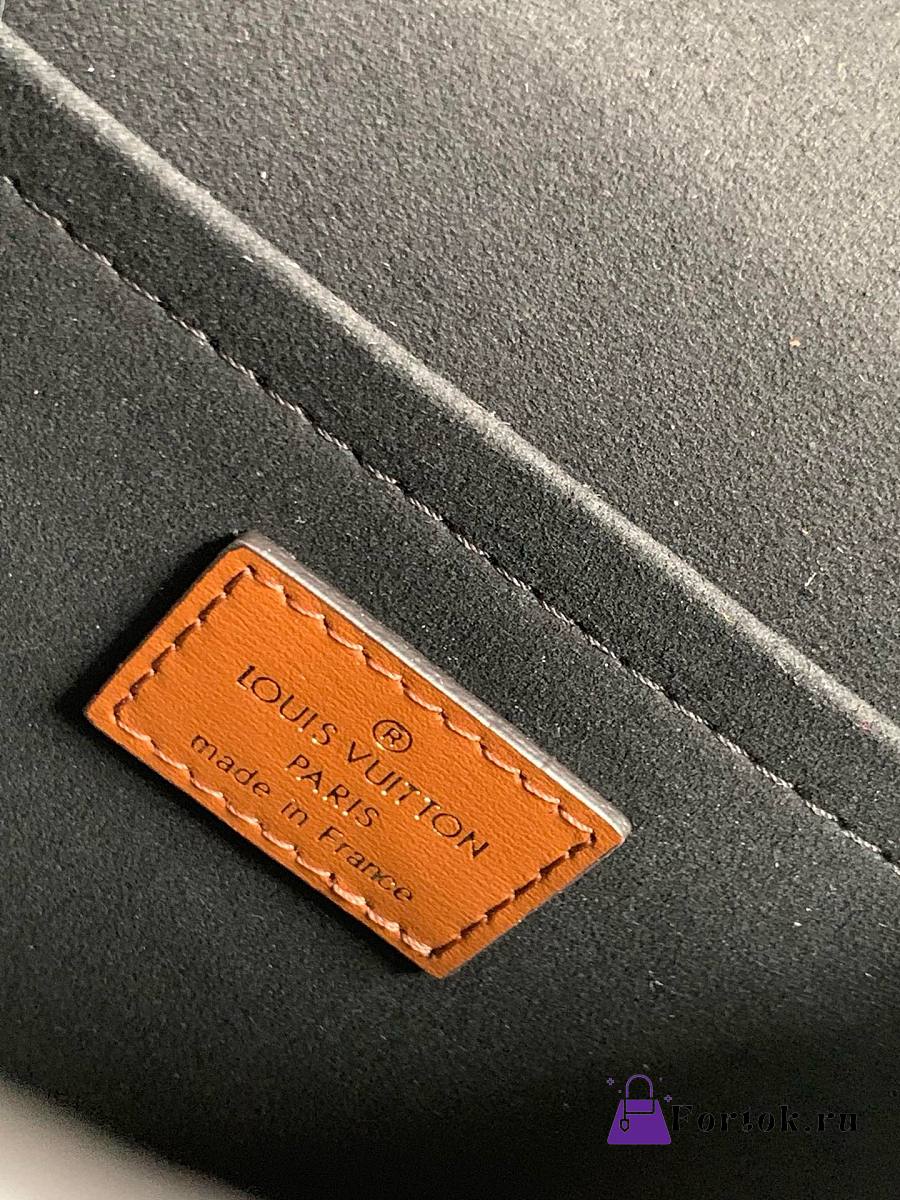 LOUIS VUITTON
®
PARIS
made in France
Fortok.ru